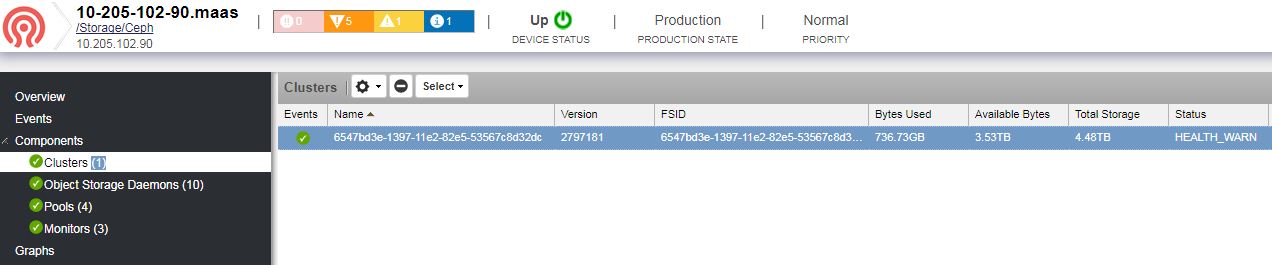 10-205-102-90.maas
/Storage/Ceph
10.205.102.90
0 5 1 1
Up
DEVICE STATUS
Production
PRODUCTION STATE
Normal
PRIORITY
Overview
Events
Components
Clusters (1)
Object Storage Daemons (10)
Pools (4)
Monitors (3)
Graphs
Clusters Select
Events Name Version FSID Bytes Used Available Bytes Total Storage Status
6547bd3e-1397-11e2-82e5-53567c8d32dc 2797181 6547bd3e-1397-11e2-82e5-53567c8d3... 736.73GB 3.53TB 4.48TB HEALTH_WARN